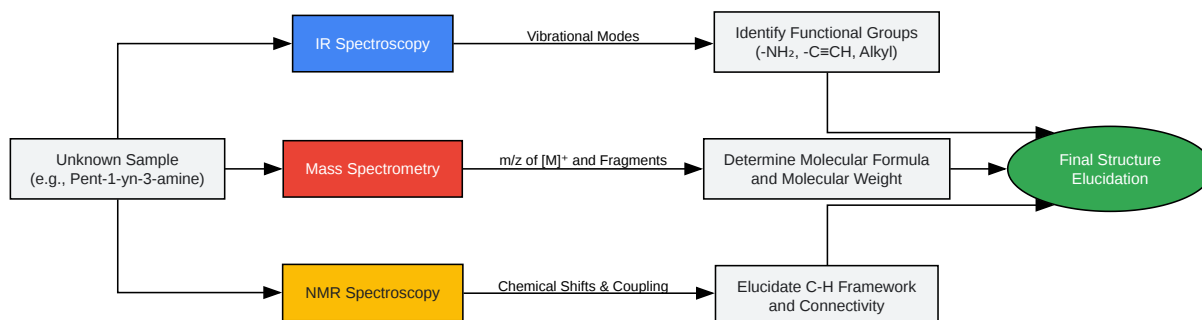 IR Spectroscopy
Vibrational Modes
Identify Functional Groups
(-NH₂, -C≡CH, Alkyl)
Unknown Sample
(e.g., Pent-1-yn-3-amine)
Mass Spectrometry
m/z of [M]⁺ and Fragments
Determine Molecular Formula
and Molecular Weight
Final Structure
Elucidation
NMR Spectroscopy
Chemical Shifts & Coupling
Elucidate C-H Framework
and Connectivity